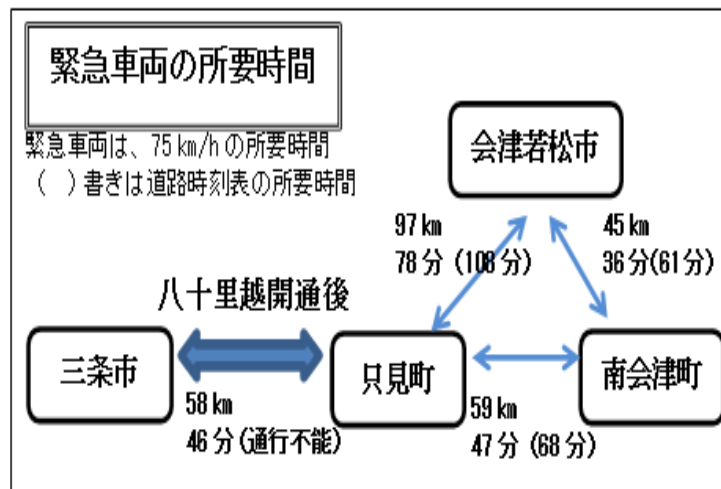 緊急車両の所要時間
緊急車両は、75㎞/hの所要時間
（ ）書きは道路時刻表の所要時間
会津若松市
97㎞
78分（108分）
45㎞
36分(61分)
八十里越開通後
三条市
只見町
南会津町
58㎞
46分(通行不能)
59㎞
47分（68分）